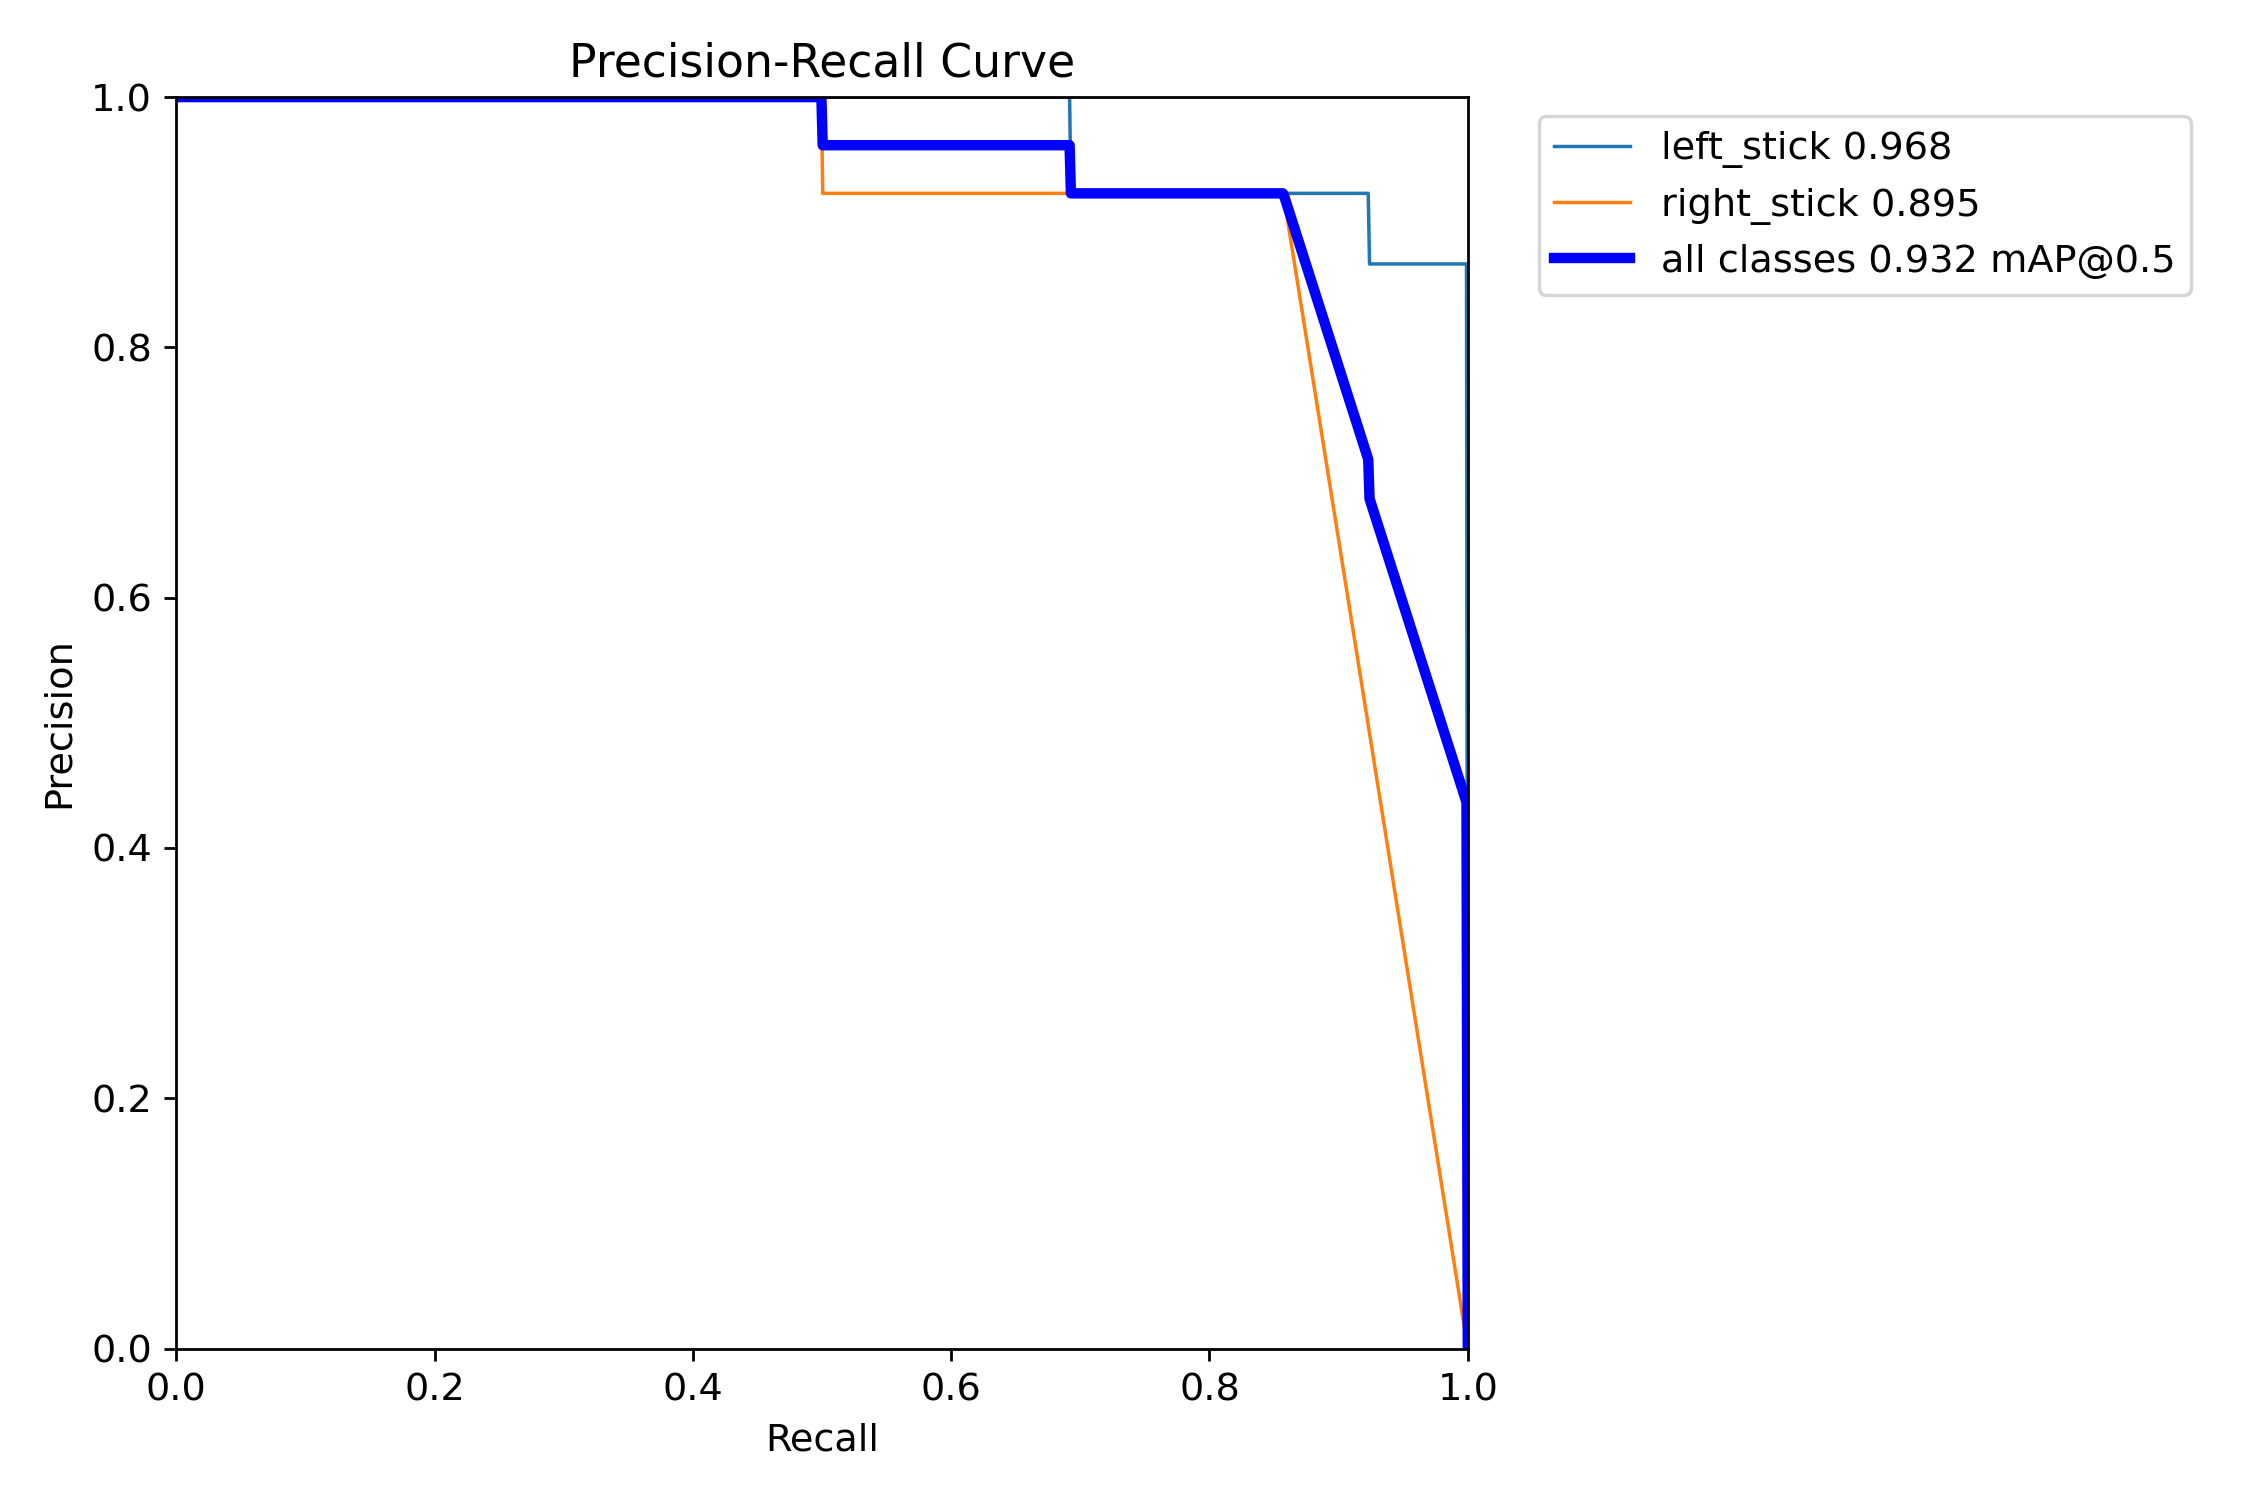 Precision-Recall Curve
1.0
0.8
0.6
0.4
0.2
0.0
Precision
0.0 0.2 0.4 0.6 0.8 1.0
Recall
left_stick 0.968
right_stick 0.895
all classes 0.932 mAP@0.5